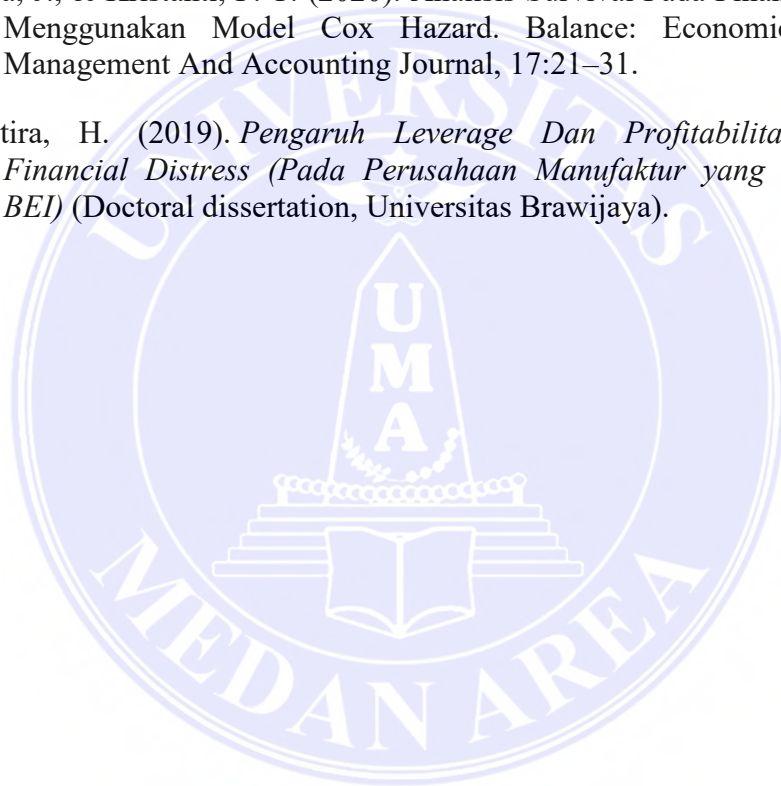 Menggunakan Model Cox Hazard. Balance: Economic
Management And Accounting Journal, 17:21–31.
tira, H. (2019). Pengaruh Leverage Dan Profitabilita
Financial Distress (Pada Perusahaan Manufaktur yang
BEI) (Doctoral dissertation, Universitas Brawijaya).
UNIVERSITAS
U
M
A
MEDAN AREA